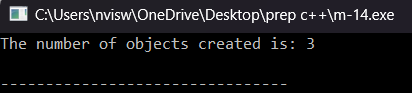 C:\Users\nvisw\OneDrive\Desktop\prep c++\m-14.exe
The number of objects created is: 3
--------------------------------